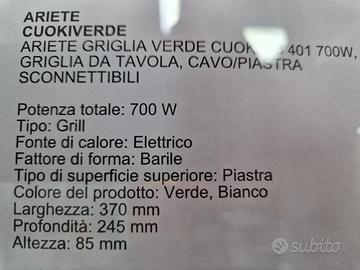 ARIETE
CUOKIVERDE
ARIETE GRIGLIA VERDE 401 700W,
GRIGLIA DA TAVOLA, CAVO/PIASTRA
SCONNETTIBILI
Potenza totale: 700 W
Tipo: Grill
Fonte di calore: Elettrico
Fattore di forma: Barile
Tipo di superficie superiore: Piastra
Colore del prodotto: Verde, Bianco
Larghezza: 370 mm
Profondità: 245 mm
Altezza: 85 mm
subito